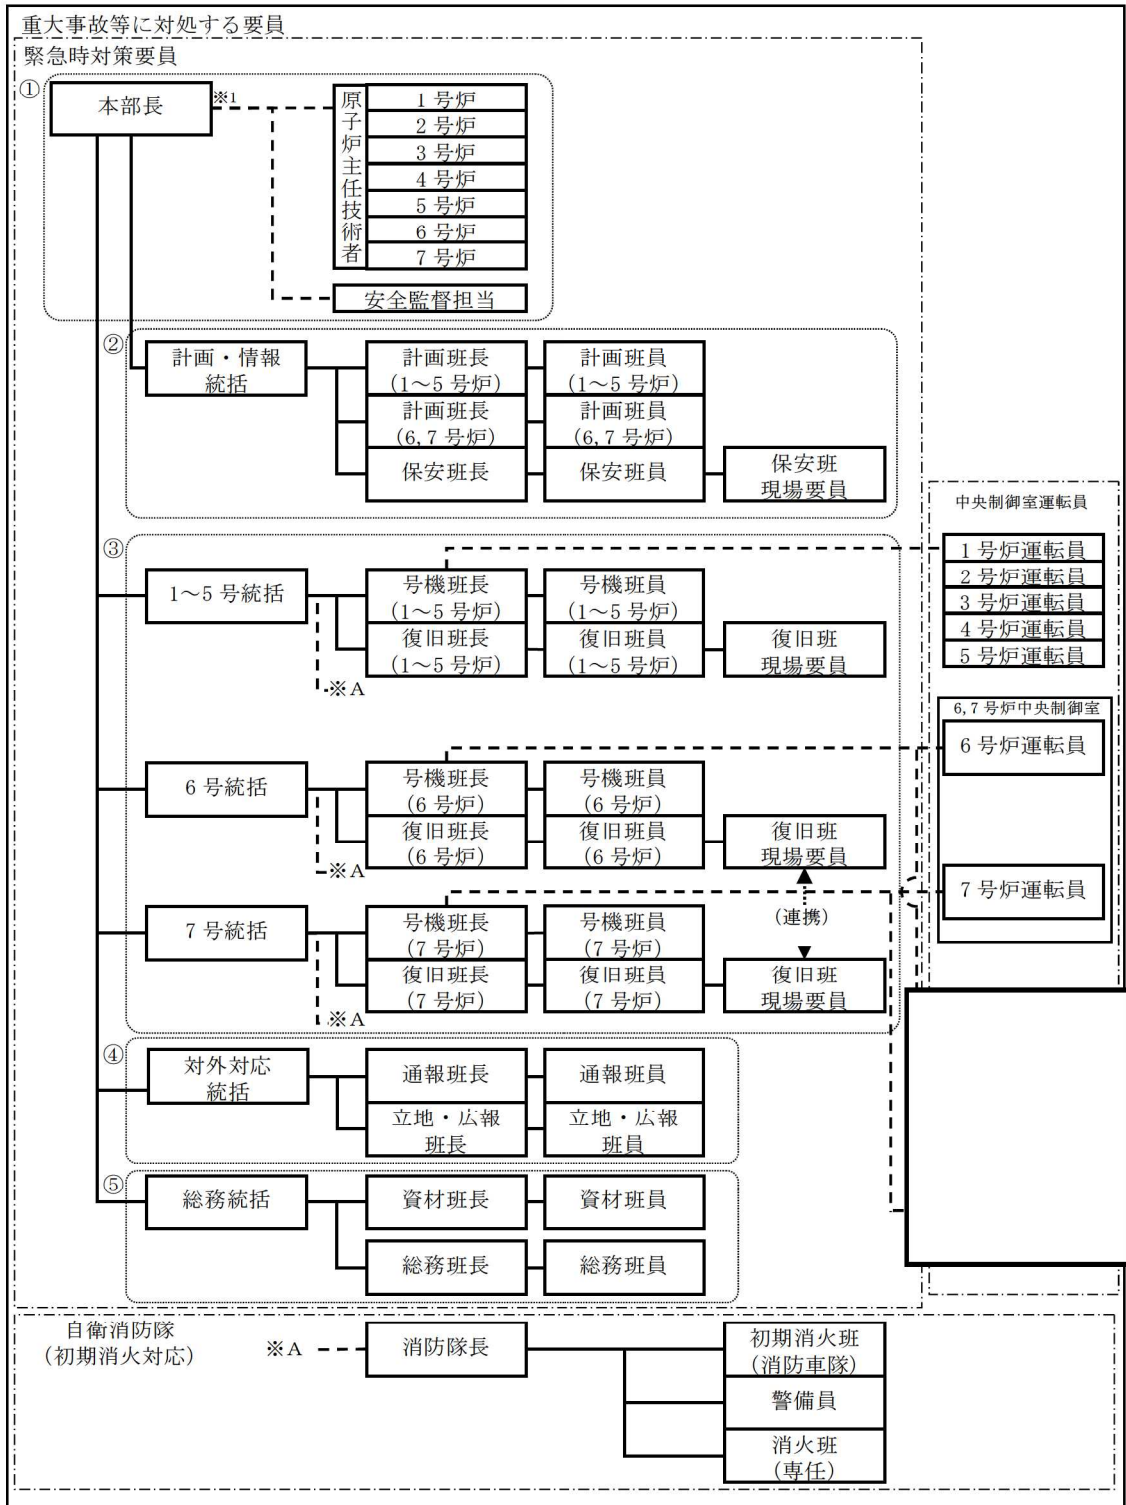 重大事故等に対処する要員
緊急時対策要員
①
本部長
※1
原子炉主任技術者
1 号炉
2 号炉
3 号炉
4 号炉
5 号炉
6 号炉
7 号炉
安全監督担当
②
計画・情報
統括
計画班長
(1～5 号炉)
計画班員
(1～5 号炉)
計画班長
(6,7 号炉)
計画班員
(6,7 号炉)
保安班長
保安班員
保安班
現場要員
中央制御室運転員
1 号炉運転員
2 号炉運転員
3 号炉運転員
4 号炉運転員
5 号炉運転員
③
1～5 号統括
号機班長
(1～5 号炉)
号機班員
(1～5 号炉)
復旧班長
(1～5 号炉)
復旧班員
(1～5 号炉)
復旧班
現場要員
※A
6,7 号炉中央制御室
6 号炉運転員
7 号炉運転員
6 号統括
号機班長
(6 号炉)
号機班員
(6 号炉)
復旧班長
(6 号炉)
復旧班員
(6 号炉)
復旧班
現場要員
※A
(連携)
7 号統括
号機班長
(7 号炉)
号機班員
(7 号炉)
復旧班長
(7 号炉)
復旧班員
(7 号炉)
復旧班
現場要員
※A
④
対外対応
統括
通報班長
通報班員
立地・広報
班長
立地・広報
班員
⑤
総務統括
資材班長
資材班員
総務班長
総務班員
自衛消防隊
(初期消火対応)
※A
消防隊長
初期消火班
(消防車隊)
警備員
消火班
(専任)